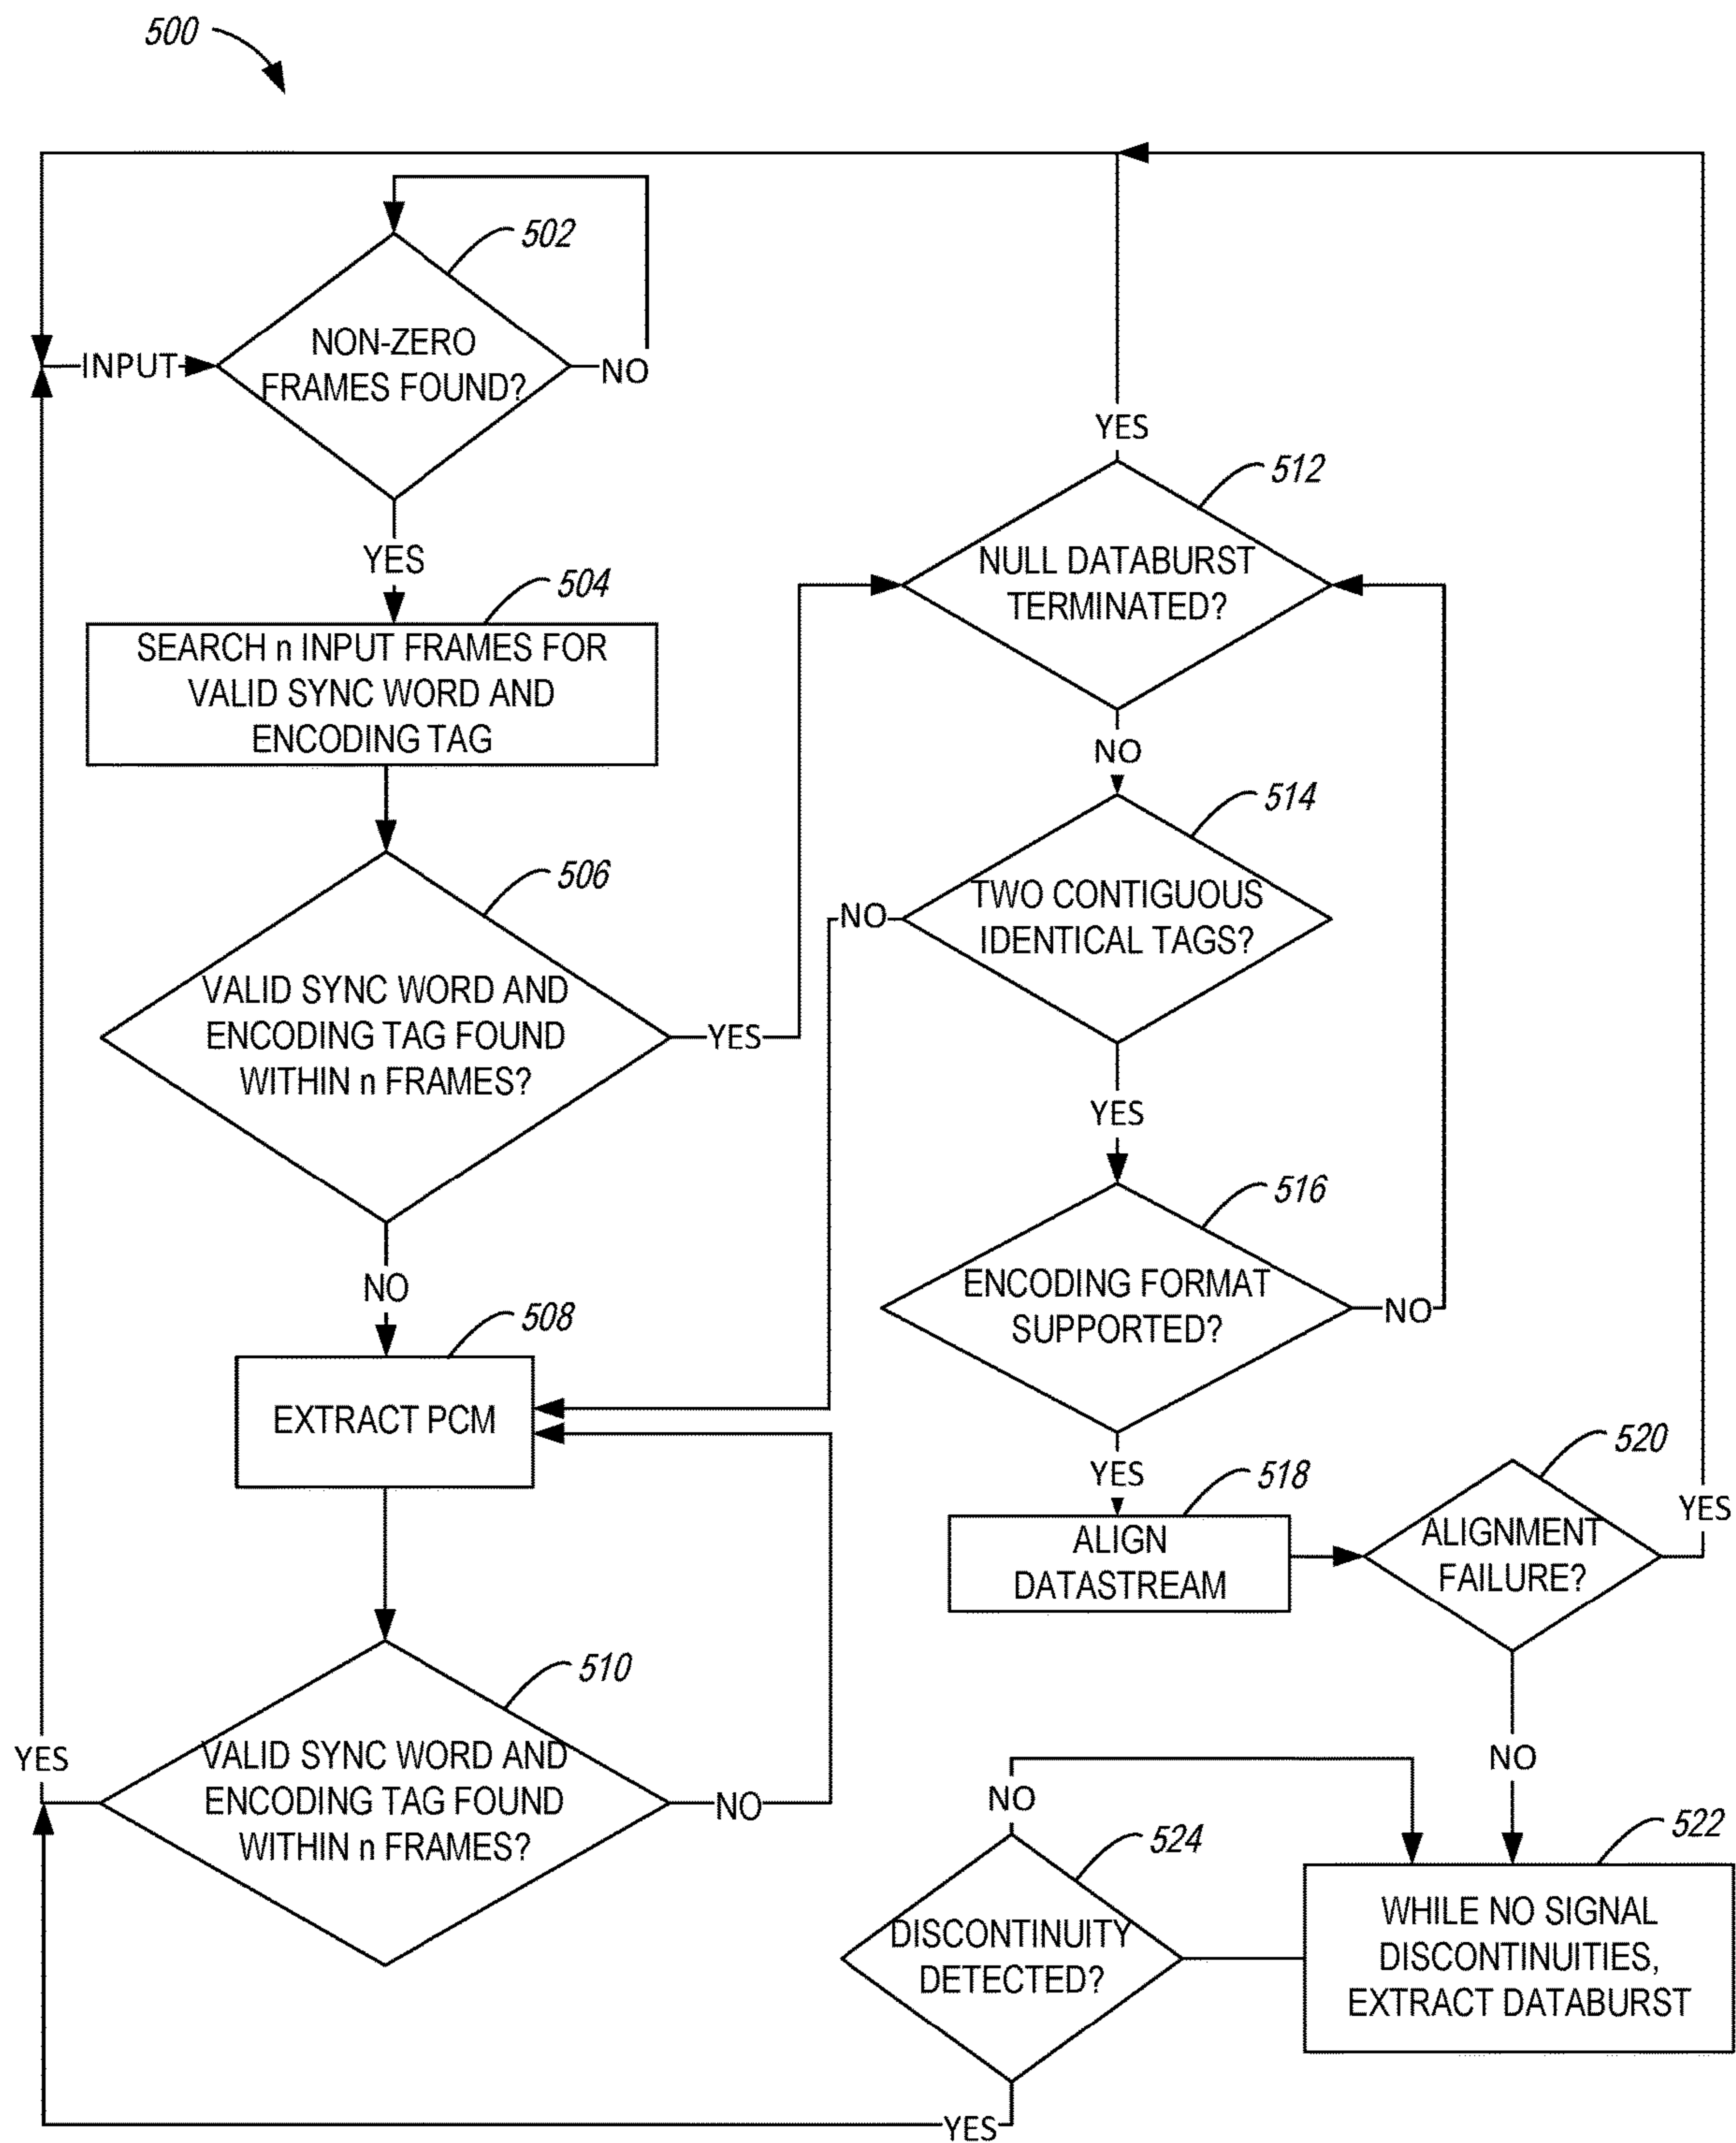 500
502
NON-ZERO
FRAMES FOUND?
INPUT
NO
YES
504
SEARCH n INPUT FRAMES FOR
VALID SYNC WORD AND
ENCODING TAG
506
VALID SYNC WORD AND
ENCODING TAG FOUND
WITHIN n FRAMES?
YES
NO
508
EXTRACT PCM
510
VALID SYNC WORD AND
ENCODING TAG FOUND
WITHIN n FRAMES?
YES
NO
YES
512
NULL DATABURST
TERMINATED?
NO
514
TWO CONTIGUOUS
IDENTICAL TAGS?
NO
YES
516
ENCODING FORMAT
SUPPORTED?
NO
YES
518
ALIGN
DATASTREAM
520
ALIGNMENT
FAILURE?
YES
NO
522
WHILE NO SIGNAL
DISCONTINUITIES,
EXTRACT DATABURST
NO
524
DISCONTINUITY
DETECTED?
YES